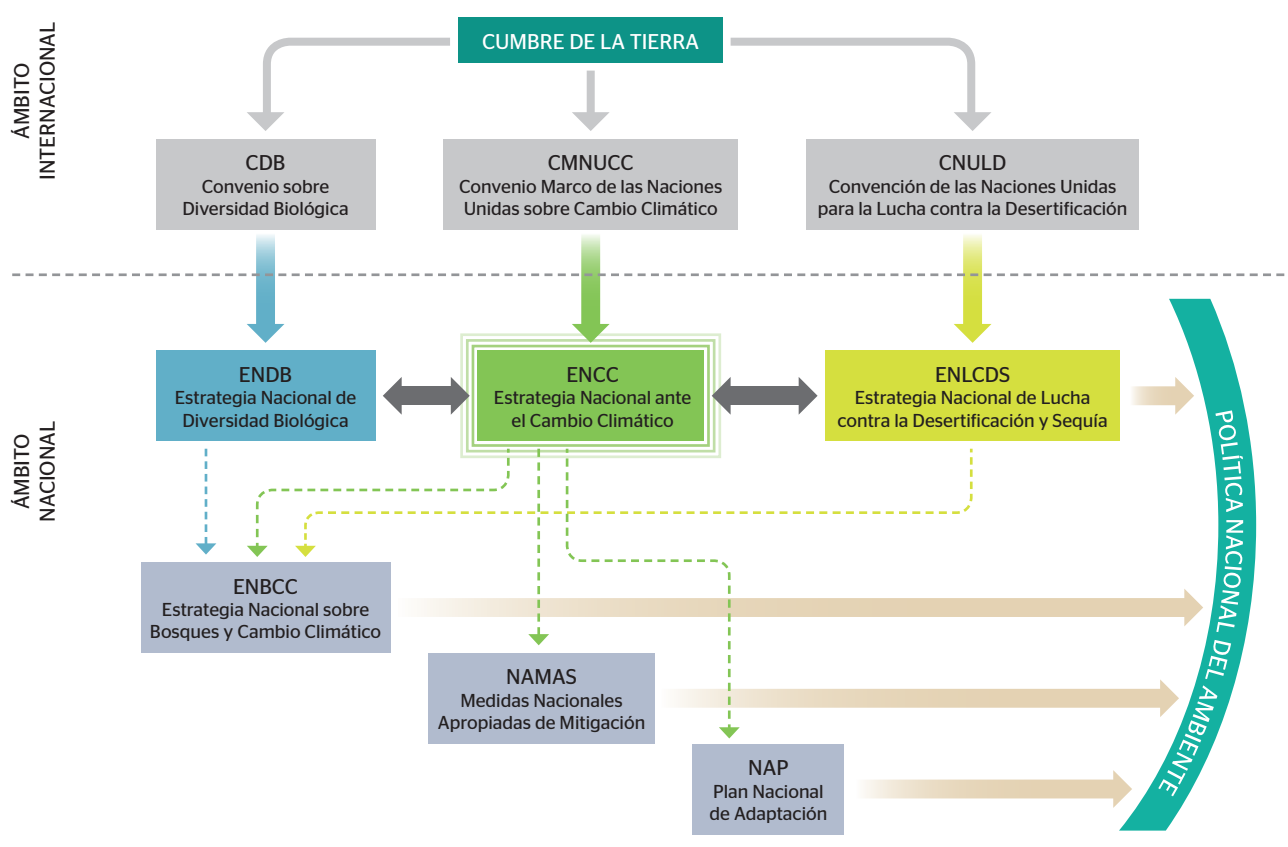 CUMBRE DE LA TIERRA
ÁMBITO
INTERNACIONAL
CDB
Convenio sobre
Diversidad Biológica
CMNUCC
Convenio Marco de las Naciones
Unidas sobre Cambio Climático
CNULD
Convención de las Naciones Unidas
para la Lucha contra la Desertificación
ÁMBITO
NACIONAL
ENDB
Estrategia Nacional de
Diversidad Biológica
ENCC
Estrategia Nacional ante
el Cambio Climático
ENLCDS
Estrategia Nacional de Lucha
contra la Desertificación y Sequía
ENBCC
Estrategia Nacional sobre
Bosques y Cambio Climático
NAMAS
Medidas Nacionales
Apropiadas de Mitigación
NAP
Plan Nacional
de Adaptación
POLÍTICA NACIONAL DEL AMBIENTE